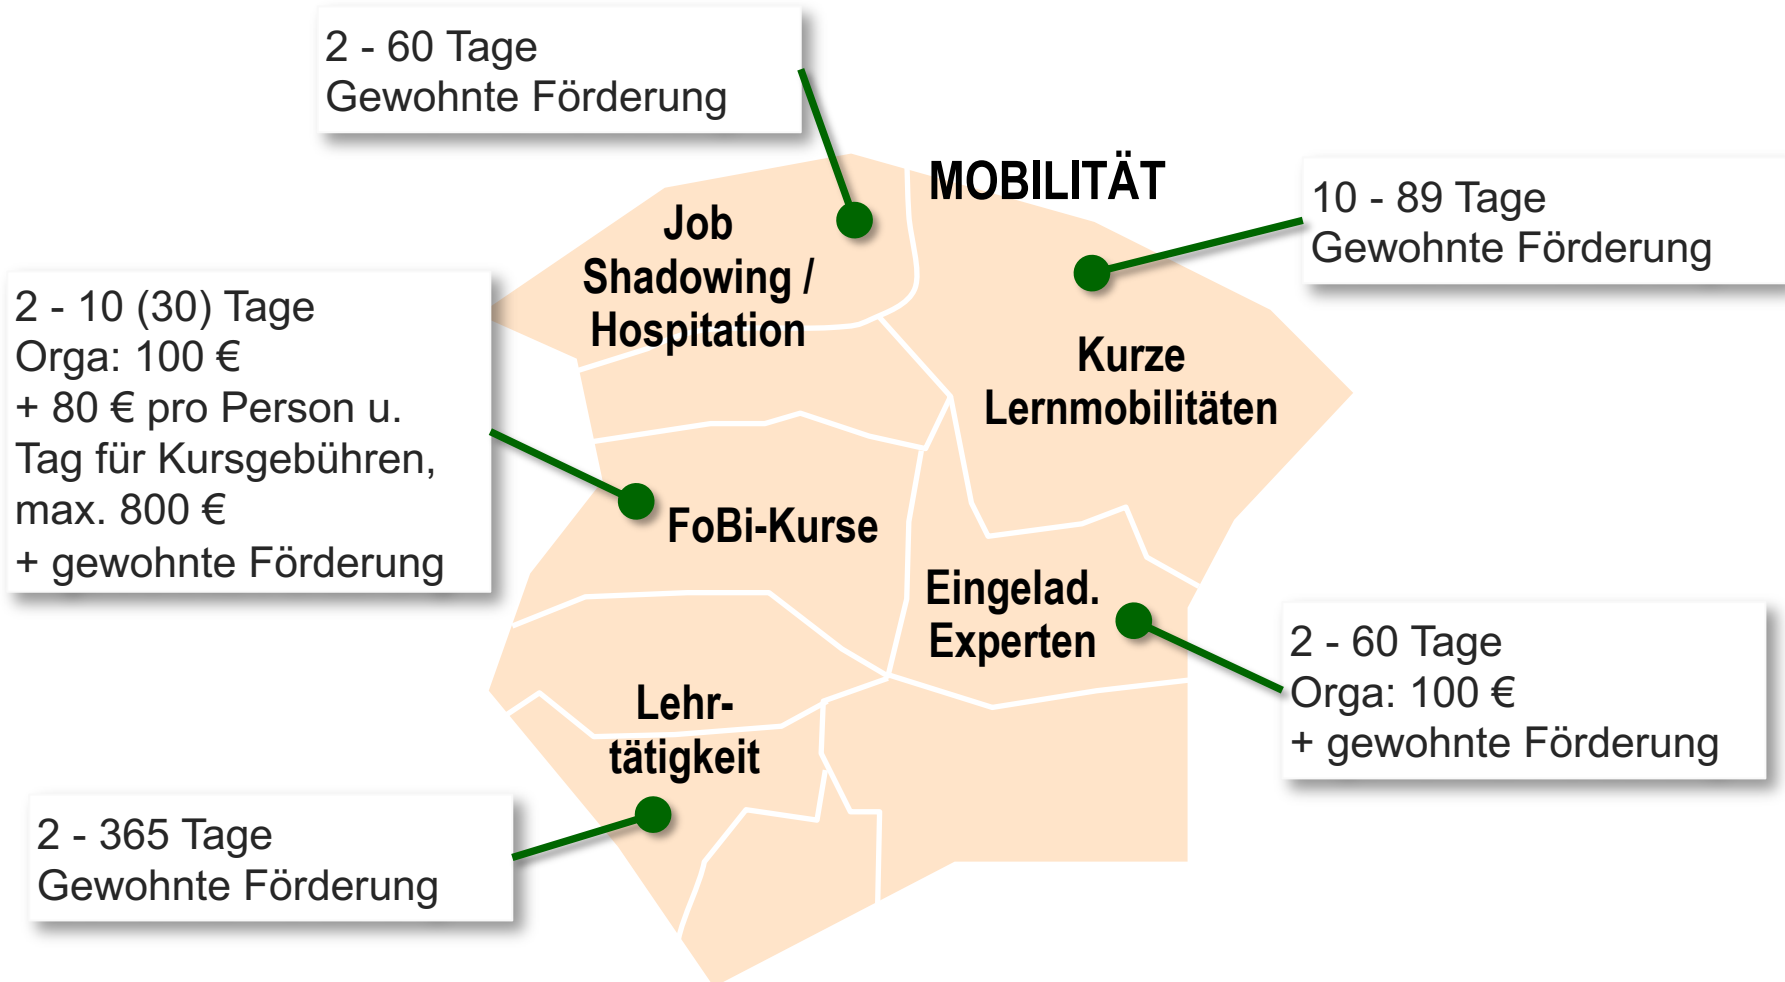 2 - 60 Tage
Gewohnte Förderung
MOBILITÄT
10 - 89 Tage
Gewohnte Förderung
Job
Shadowing /
Hospitation
2 - 10 (30) Tage
Orga: 100 €
+ 80 € pro Person u.
Tag für Kursgebühren,
max. 800 €
+ gewohnte Förderung
Kurze
Lernmobilitäten
FoBi-Kurse
Eingelad.
Experten
2 - 60 Tage
Orga: 100 €
+ gewohnte Förderung
Lehr-
tätigkeit
2 - 365 Tage
Gewohnte Förderung